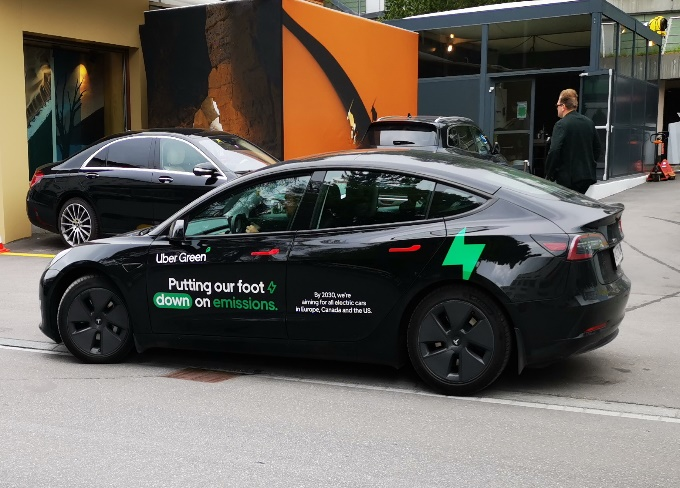 Uber Green
Putting our foot
down on emissions.
By 2030, we're
aiming for all electric cars
in Europe, Canada and the US.